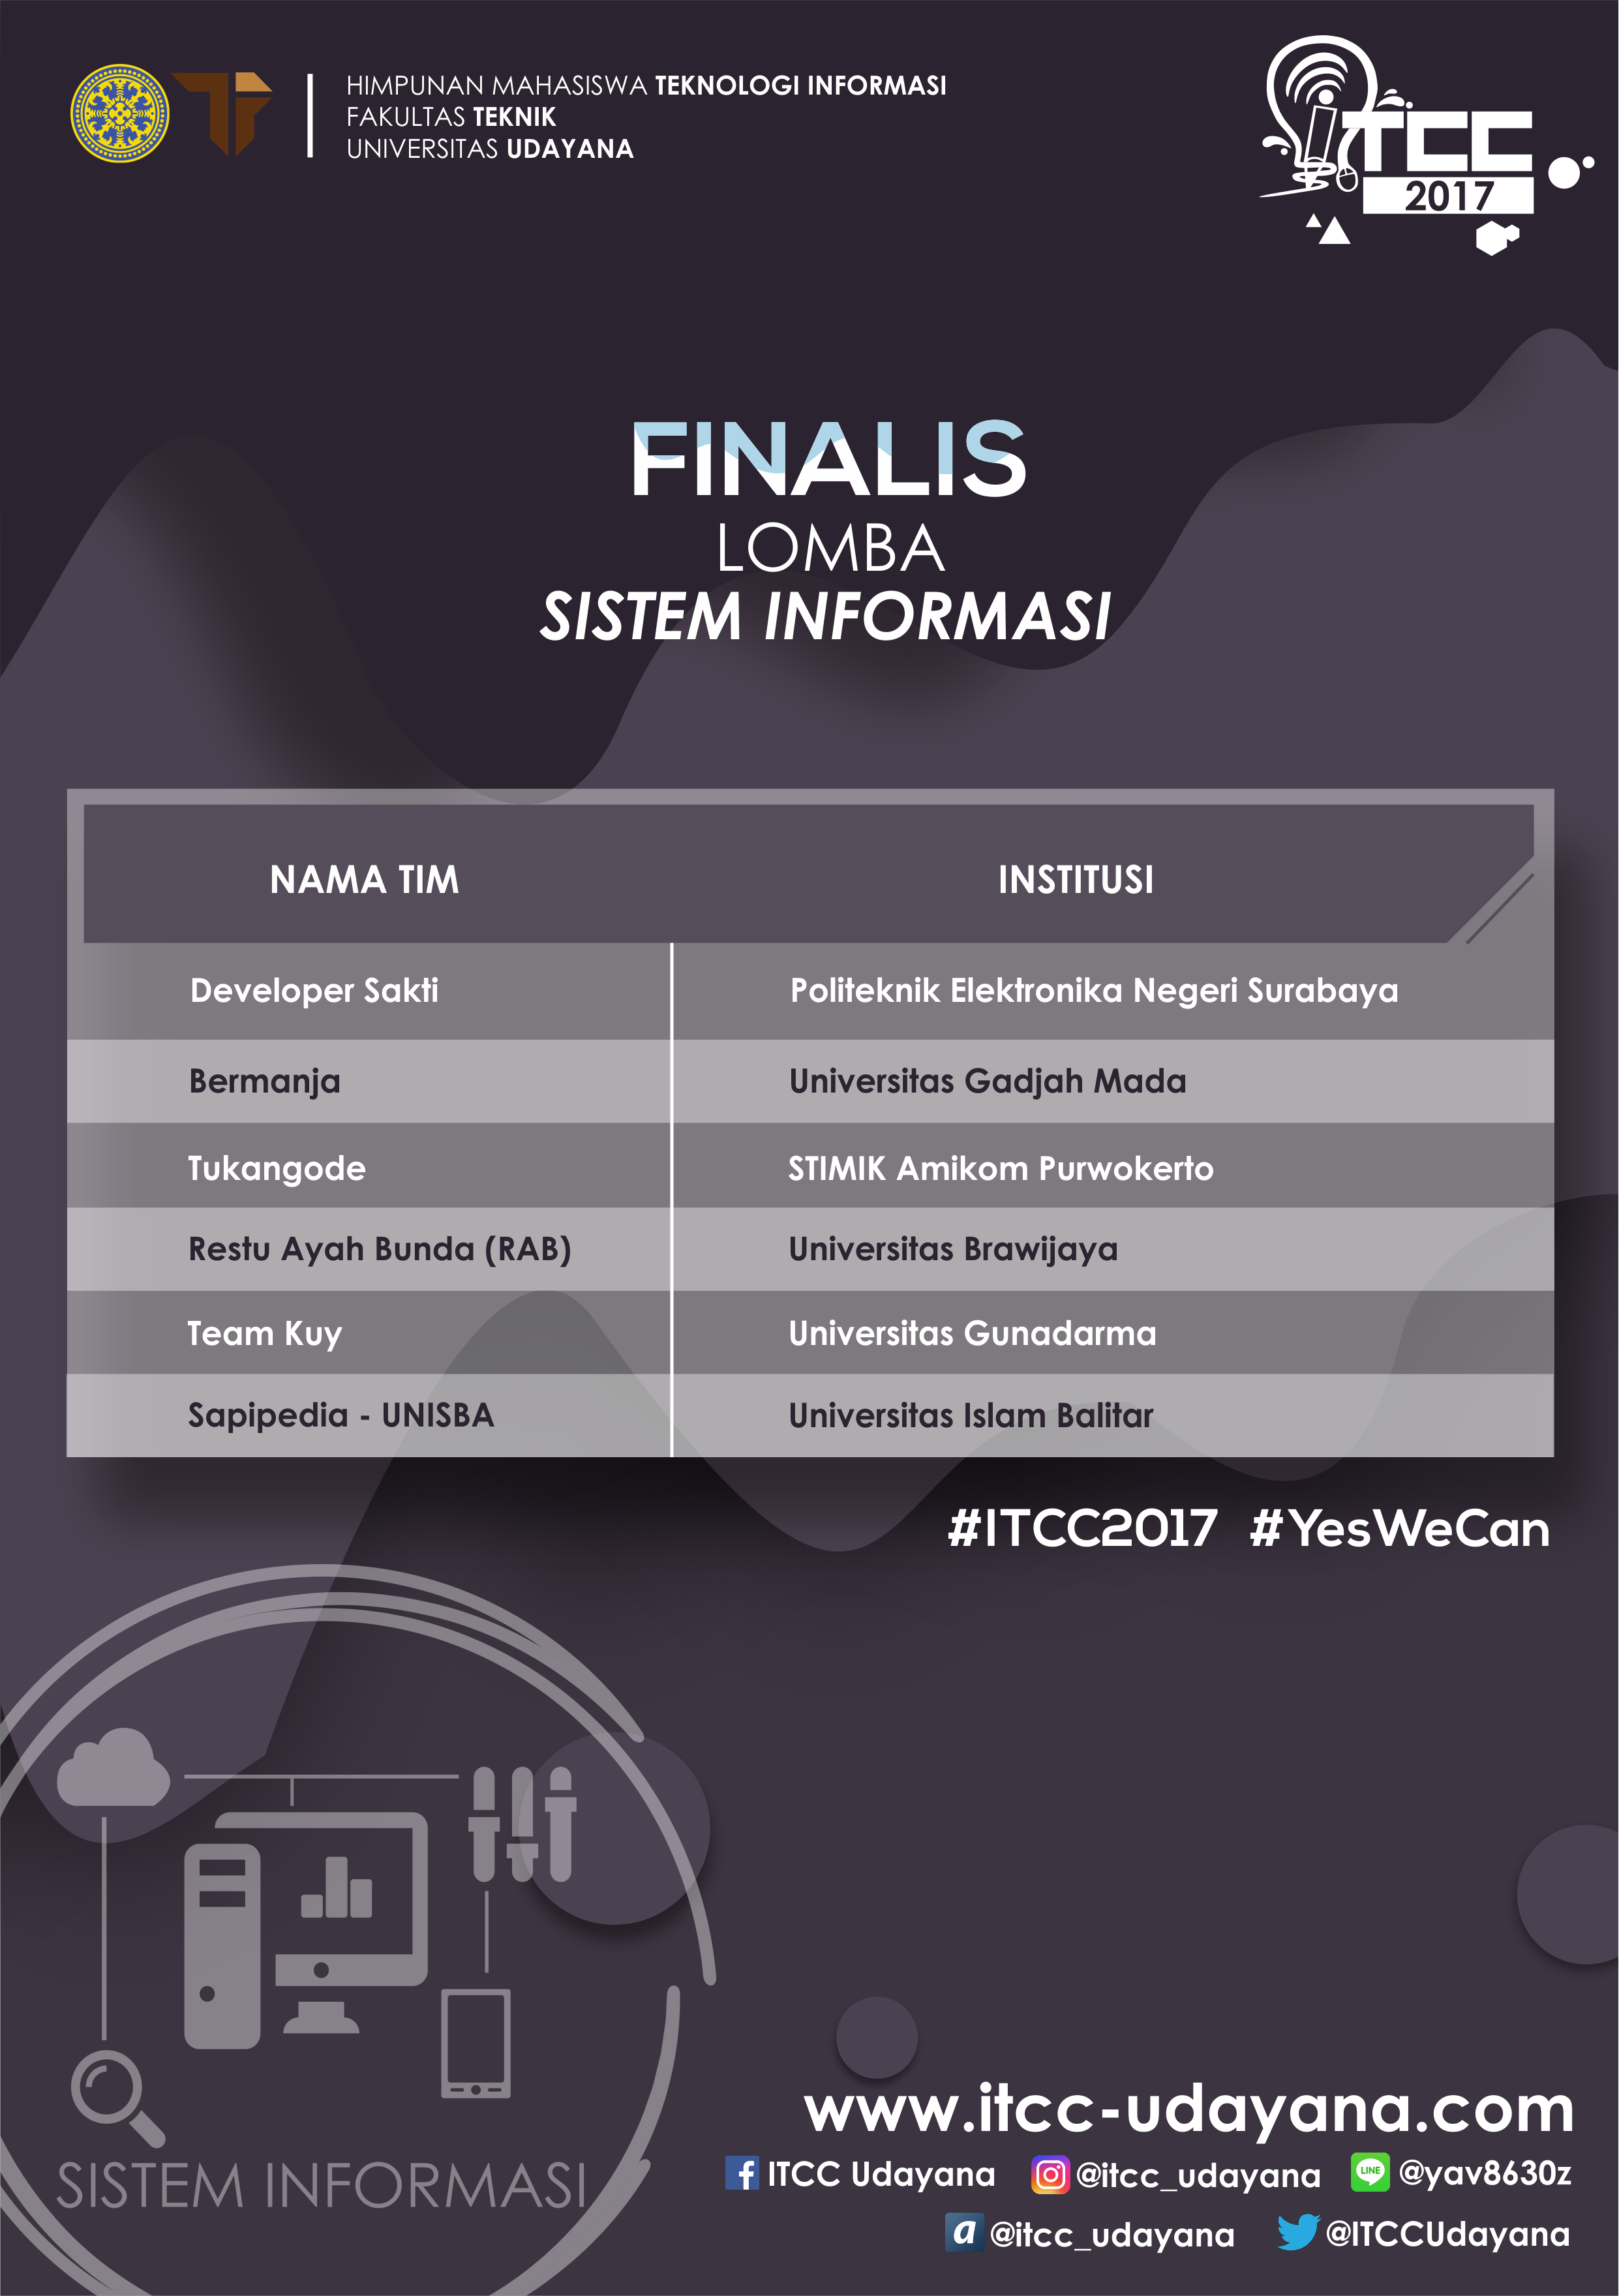 HIMPUNAN MAHASISWA TEKNOLOGI INFORMASI
FAKULTAS TEKNIK
UNIVERSITAS UDAYANA
ITCC
2017
FINALIS
LOMBA
SISTEM INFORMASI
NAMA TIM INSTITUSI
Developer Sakti Politeknik Elektronika Negeri Surabaya
Bermanja Universitas Gadjah Mada
Tukangode STIMIK Amikom Purwokerto
Restu Ayah Bunda (RAB) Universitas Brawijaya
Team Kuy Universitas Gunadarma
Sapipedia - UNISBA Universitas Islam Balitar
#ITCC2017 #YesWeCan
SISTEM INFORMASI
www.itcc-udayana.com
f ITCC Udayana @itcc_udayana LINE @yav8630z
a @itcc_udayana @ITCCUdayana